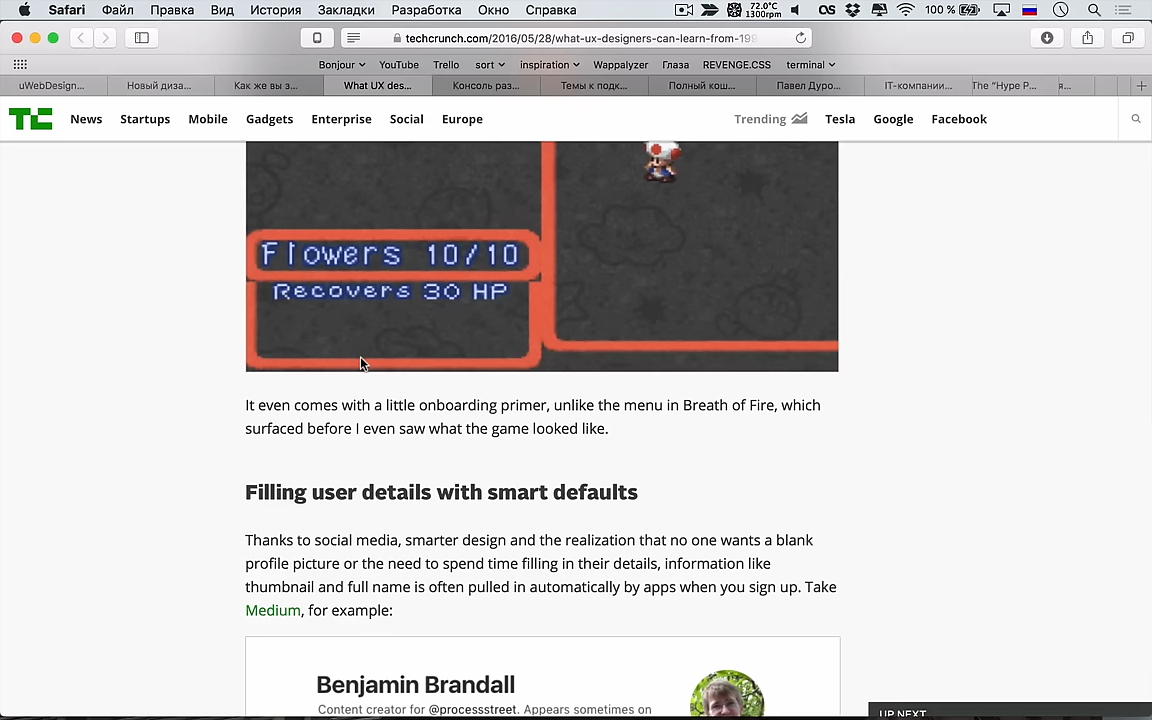 Safari Файл Правка Вид История Закладки Разработка Окно Справка 72.0°C 1300rpm 100 %
techcrunch.com/2016/05/28/what-ux-designers-can-learn-from-199
Bonjour YouTube Trello sort inspiration Wappalyzer Глаза REVENGE.CSS terminal
uWebDesign... Новый диза... Как же вы з... What UX des... Консоль раз... Темы к подк... Полный кош... Павел Дуро... IT-компании... The "Hype P... я...
TC News Startups Mobile Gadgets Enterprise Social Europe Trending Tesla Google Facebook
Flowers 10/10
Recovers 30 HP
It even comes with a little onboarding primer, unlike the menu in Breath of Fire, which
surfaced before I even saw what the game looked like.
Filling user details with smart defaults
Thanks to social media, smarter design and the realization that no one wants a blank
profile picture or the need to spend time filling in their details, information like
thumbnail and full name is often pulled in automatically by apps when you sign up. Take
Medium, for example:
Benjamin Brandall
Content creator for @processstreet. Appears sometimes on
UP NEXT